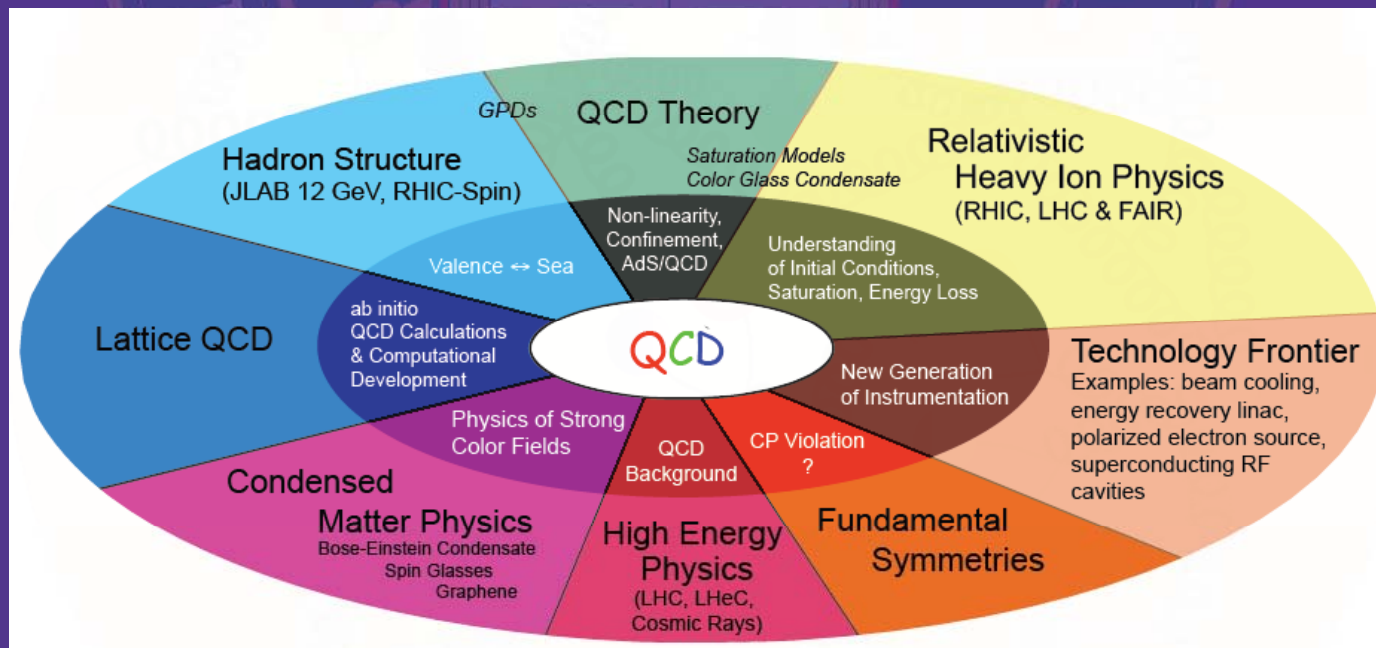 GPDs
QCD Theory
Saturation Models
Color Glass Condensate
Non-linearity,
Confinement,
AdS/QCD
Relativistic
Heavy Ion Physics
(RHIC, LHC & FAIR)
Understanding
of Initial Conditions,
Saturation, Energy Loss
Hadron Structure
(JLAB 12 GeV, RHIC-Spin)
Valence ↔ Sea
Lattice QCD
ab initio
QCD Calculations
& Computational
Development
QCD
Technology Frontier
Examples: beam cooling,
energy recovery linac,
polarized electron source,
superconducting RF
cavities
New Generation
of Instrumentation
Physics of Strong
Color Fields
Condensed
Matter Physics
Bose-Einstein Condensate
Spin Glasses
Graphene
QCD
Background
High Energy
Physics
(LHC, LHeC,
Cosmic Rays)
CP Violation
?
Fundamental
Symmetries